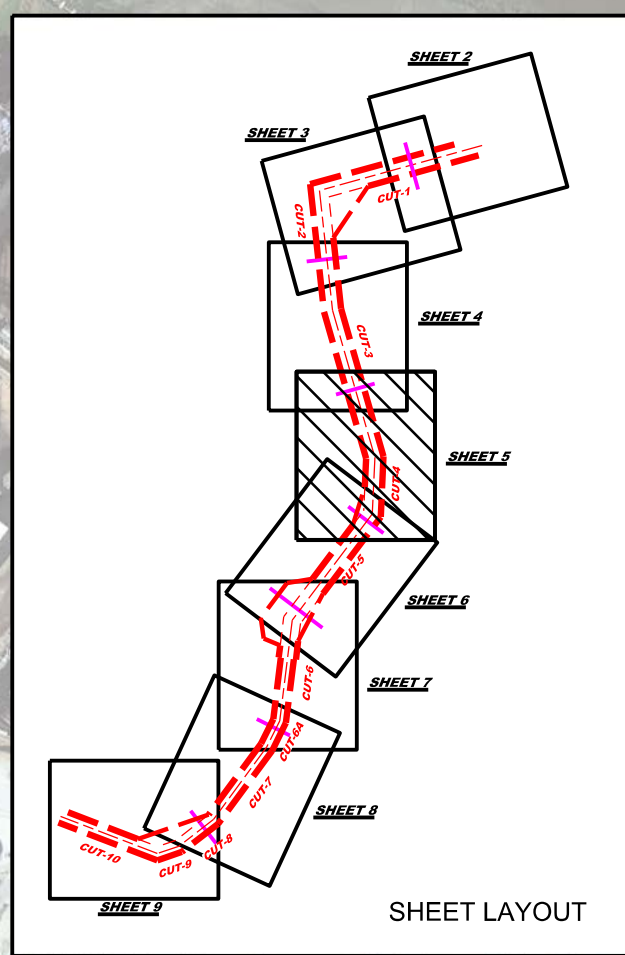 SHEET 2
SHEET 3
CUT-1
CUT-2
SHEET 4
CUT-3
SHEET 5
CUT-4
CUT-5
SHEET 6
CUT-6
SHEET 7
CUT-6A
CUT-7
SHEET 8
CUT-8
CUT-10
CUT-9
SHEET 9
SHEET LAYOUT